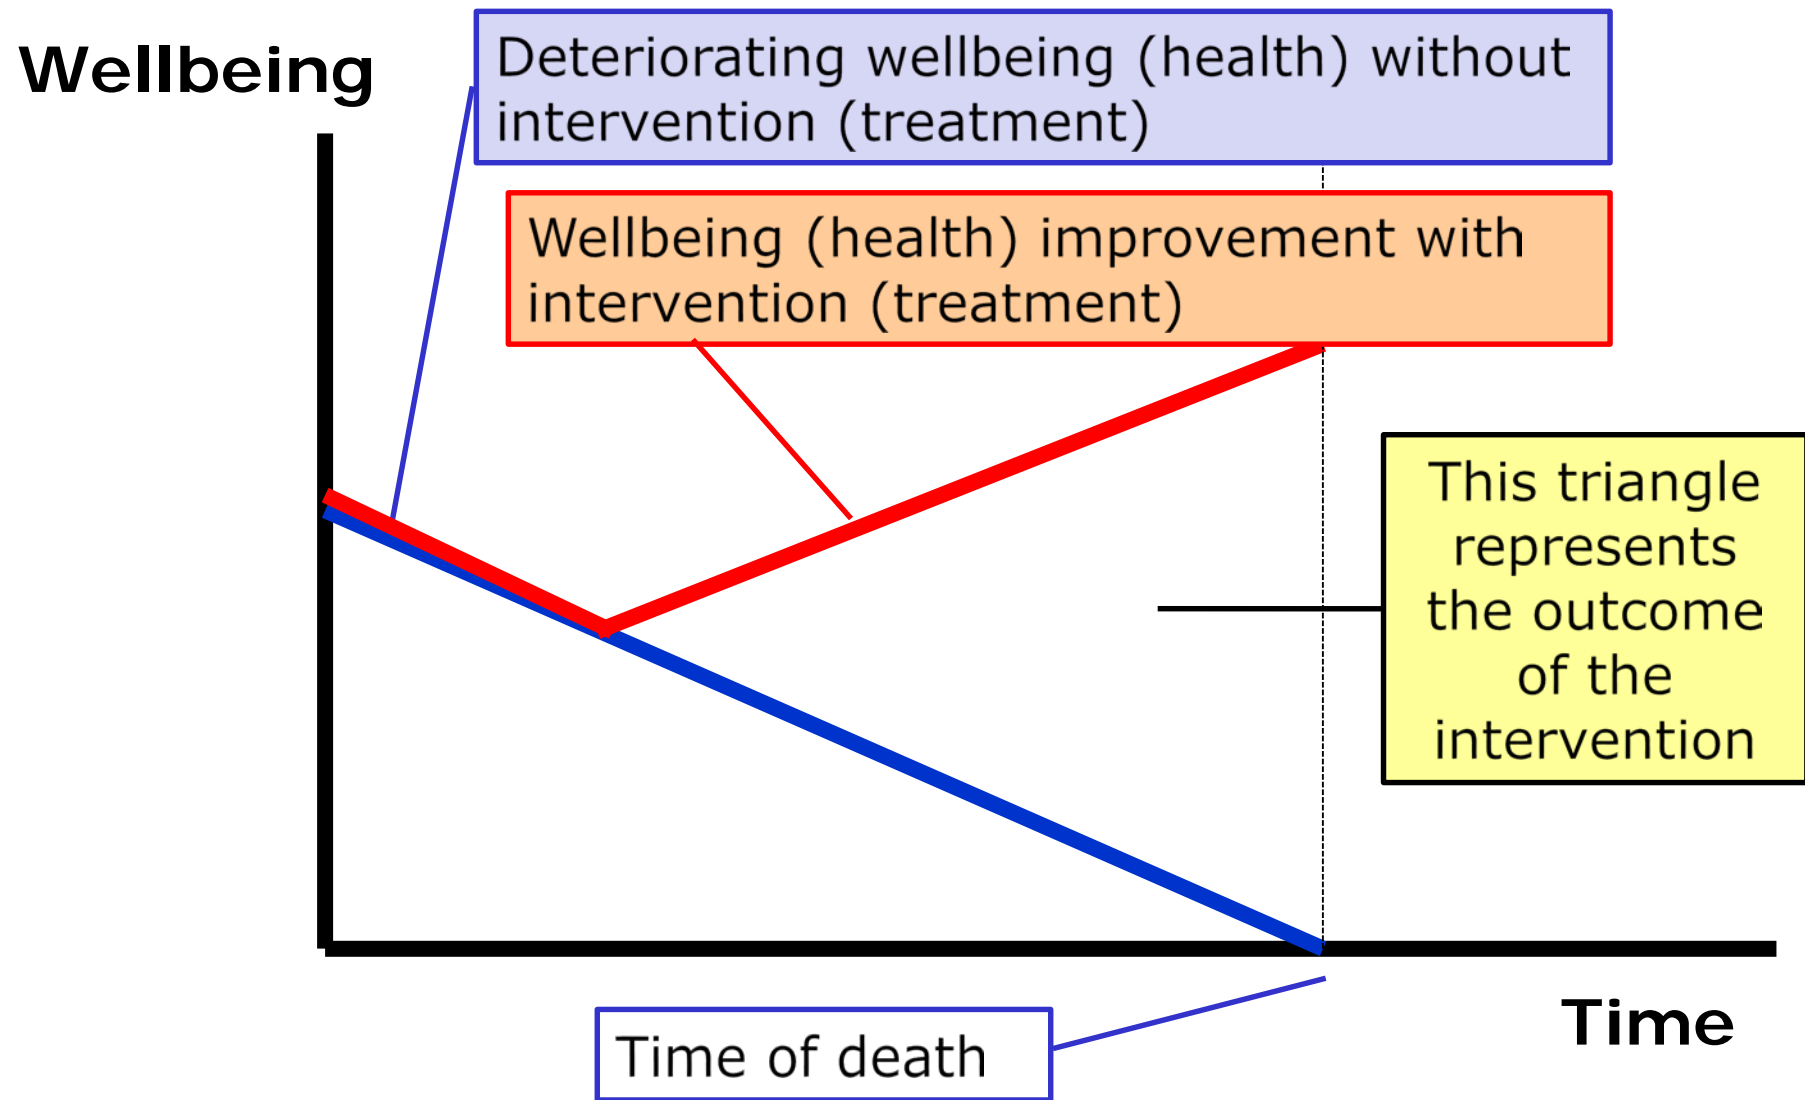 Wellbeing
Deteriorating wellbeing (health) without
intervention (treatment)
Wellbeing (health) improvement with
intervention (treatment)
This triangle
represents
the outcome
of the
intervention
Time
Time of death